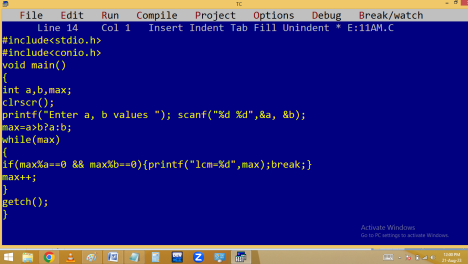 TC
File Edit Run Compile Project Options Debug Break/watch
Line 14 Col 1 Insert Indent Tab Fill Unindent * E:11AM.C
#include<stdio.h>
#include<conio.h>
void main()
{
int a,b,max;
clrscr();
printf("Enter a, b values "); scanf("%d %d",&a, &b);
max=a>b?a:b;
while(max)
{
if(max%a==0 && max%b==0){printf("lcm=%d",max);break;}
max++;
}
getch();
}
Activate Windows
Go to PC settings to activate Windows.